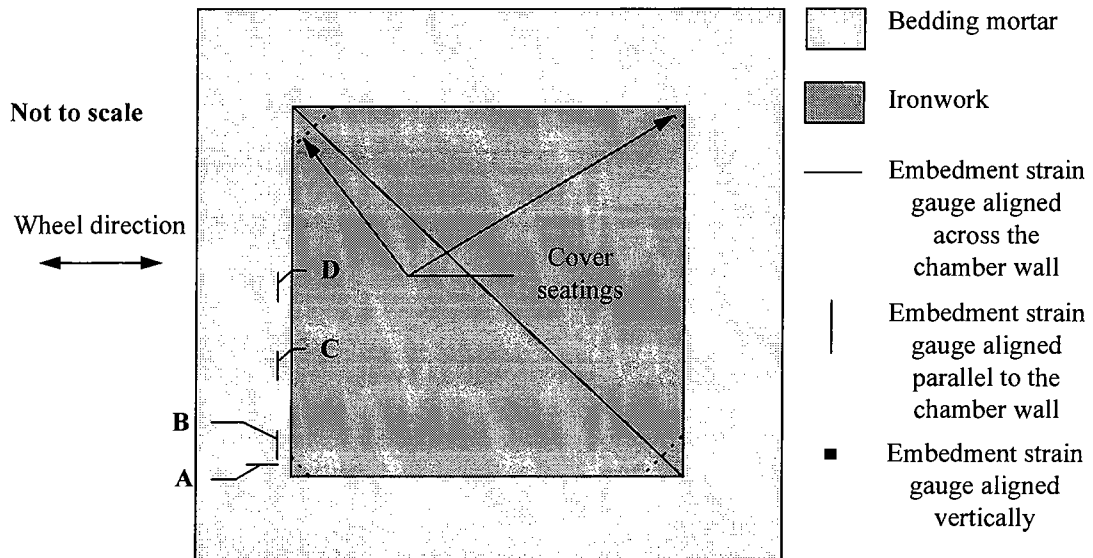 Not to scale
Wheel direction
D
C
B
A
Cover
seatings
Bedding mortar
Ironwork
Embedment strain
gauge aligned
across the
chamber wall
Embedment strain
gauge aligned
parallel to the
chamber wall
Embedment strain
gauge aligned
vertically